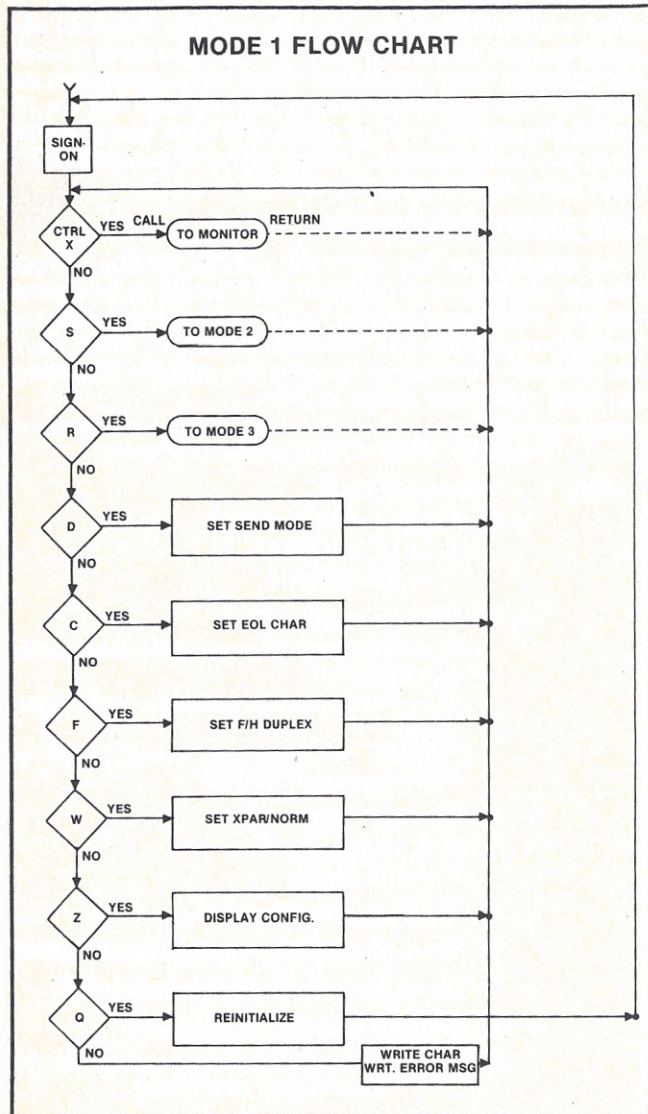 MODE 1 FLOW CHART
SIGN-
ON
CTRL
X
YES
CALL
TO MONITOR
RETURN
NO
S
YES
TO MODE 2
NO
R
YES
TO MODE 3
NO
D
YES
SET SEND MODE
NO
C
YES
SET EOL CHAR
NO
F
YES
SET F/H DUPLEX
NO
W
YES
SET XPAR/NORM
NO
Z
YES
DISPLAY CONFIG.
NO
Q
YES
REINITIALIZE
NO
WRITE CHAR
WRT. ERROR MSG